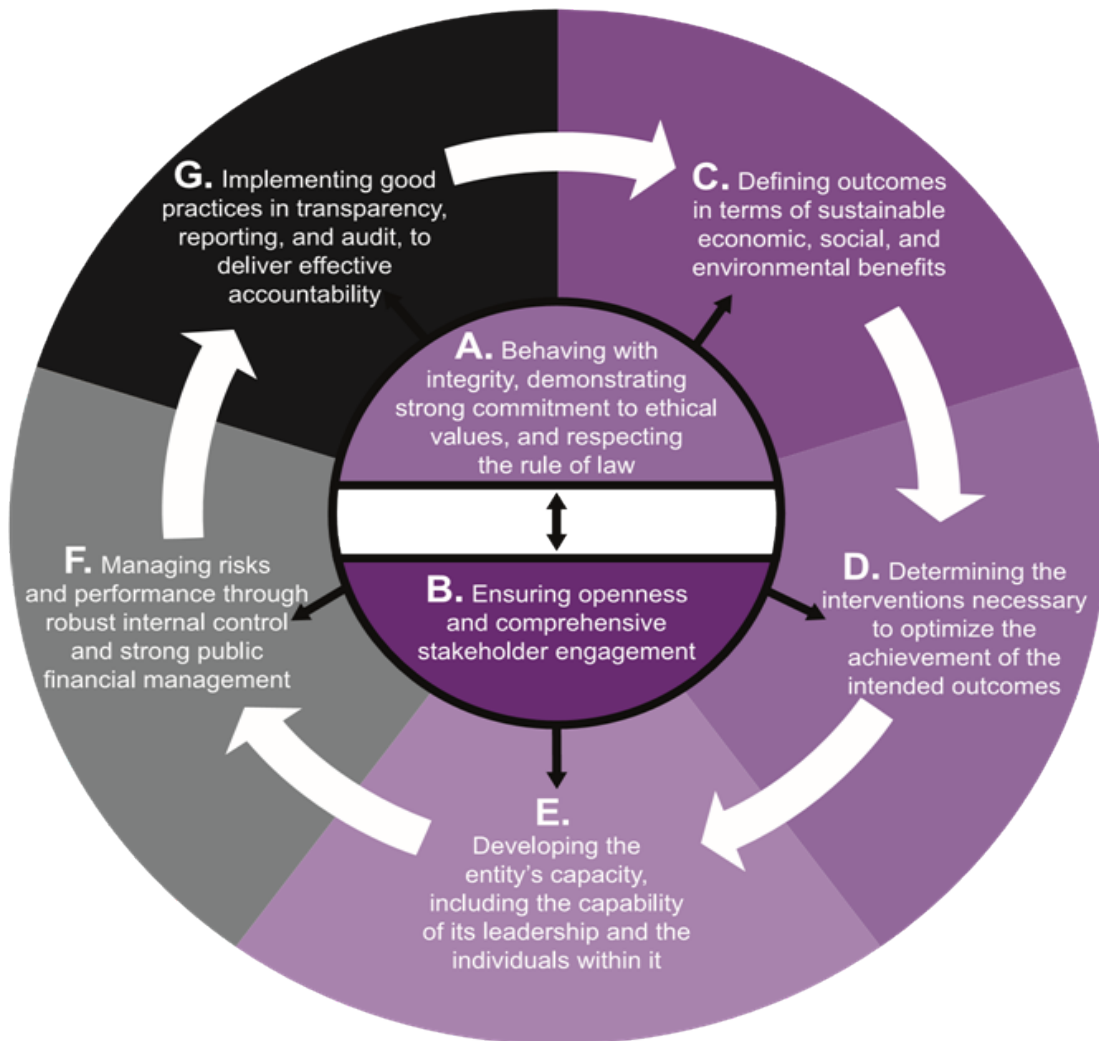 A. Behaving with
integrity, demonstrating
strong commitment to ethical
values, and respecting
the rule of law
B. Ensuring openness
and comprehensive
stakeholder engagement
C. Defining outcomes
in terms of sustainable
economic, social, and
environmental benefits
D. Determining the
interventions necessary
to optimize the
achievement of the
intended outcomes
E.
Developing the
entity’s capacity,
including the capability
of its leadership and the
individuals within it
F. Managing risks
and performance through
robust internal control
and strong public
financial management
G. Implementing good
practices in transparency,
reporting, and audit, to
deliver effective
accountability